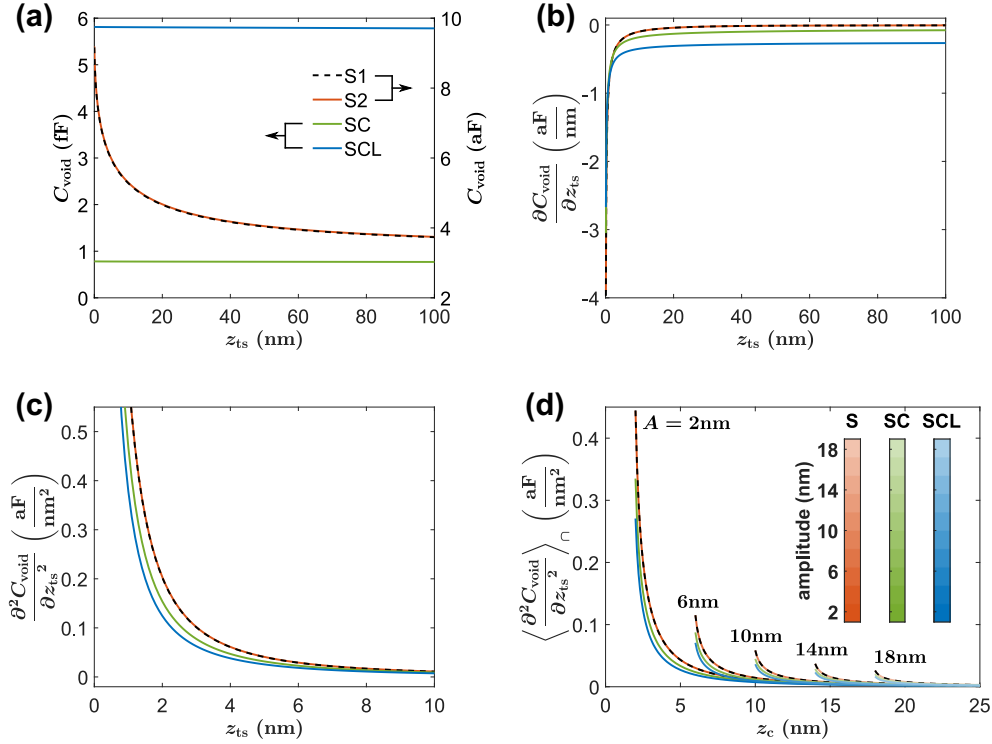 (a)
6
5
4
3
2
1
0
C_void (fF)
10
8
6
4
2
C_void (aF)
S1
S2
SC
SCL
0 20 40 60 80 100
z_ts (nm)
(b)
0
-1
-2
-3
-4
∂C_void/∂z_ts (aF/nm)
0 20 40 60 80 100
z_ts (nm)
(c)
0.5
0.4
0.3
0.2
0.1
0
∂²C_void/∂z_ts² (aF/nm²)
0 2 4 6 8 10
z_ts (nm)
(d)
0.4
0.3
0.2
0.1
0
⟨∂²C_void/∂z_ts²⟩_∩ (aF/nm²)
A = 2nm
6nm
10nm
14nm
18nm
S SC SCL
amplitude (nm)
18
14
10
6
2
0 5 10 15 20 25
z_c (nm)